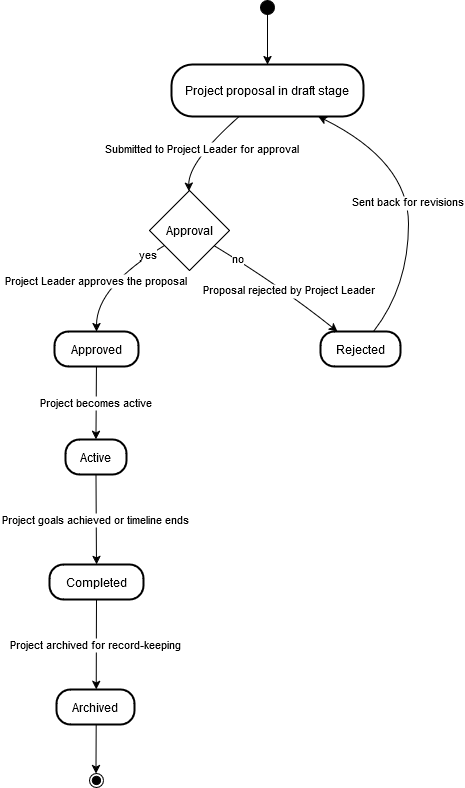 Project proposal in draft stage
Submitted to Project Leader for approval
Sent back for revisions
Approval
yes
no
Project Leader approves the proposal
Proposal rejected by Project Leader
Approved
Rejected
Project becomes active
Active
Project goals achieved or timeline ends
Completed
Project archived for record-keeping
Archived